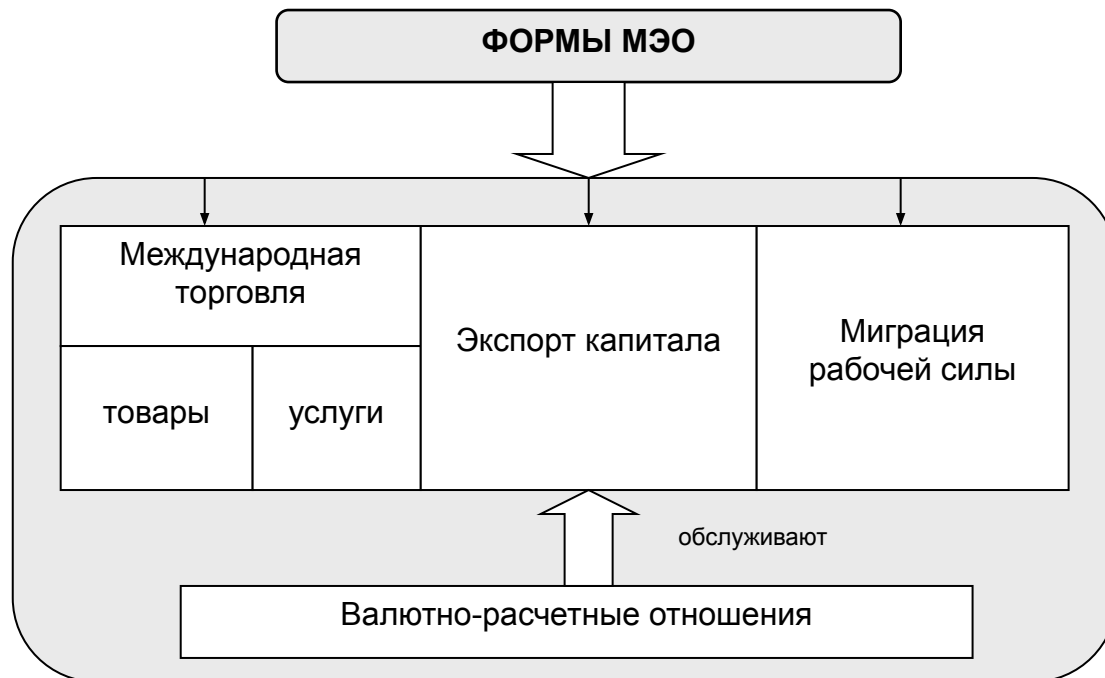 ФОРМЫ МЭО
Международная
торговля
товары
услуги
Экспорт капитала
Миграция
рабочей силы
обслуживают
Валютно-расчетные отношения